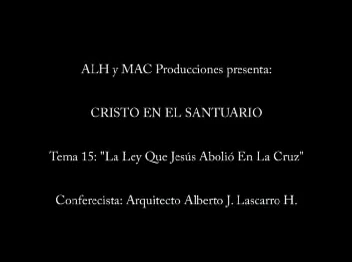 ALH y MAC Producciones presenta:
CRISTO EN EL SANTUARIO
Tema 15: "La Ley Que Jesús Abolió En La Cruz"
Conferecista: Arquitecto Alberto J. Lascarro H.